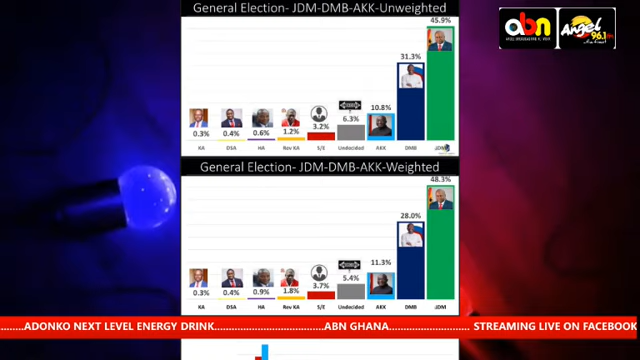 General Election- JDM-DMB-AKK-Unweighted
45.9%
31.3%
10.8%
6.3%
3.2%
1.2%
0.6%
0.4%
0.3%
KA DSA HA Rev KA S/E Undecided AKK DMB JDM
General Election- JDM-DMB-AKK-Weighted
48.3%
28.0%
11.3%
5.4%
3.7%
1.8%
0.9%
0.4%
0.3%
KA DSA HA Rev KA S/E Undecided AKK DMB JDM
abn
Angel
96.1
........ADONKO NEXT LEVEL ENERGY DRINK.................................ABN GHANA......................... STREAMING LIVE ON FACEBOOK